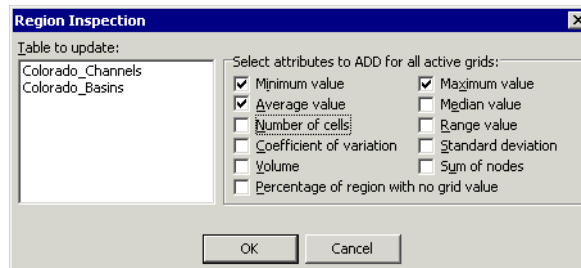 Region Inspection
Table to update:
Colorado_Channels
Colorado_Basins
Select attributes to ADD for all active grids:
Minimum value
Maximum value
Average value
Median value
Number of cells
Range value
Coefficient of variation
Standard deviation
Volume
Sum of nodes
Percentage of region with no grid value
OK
Cancel